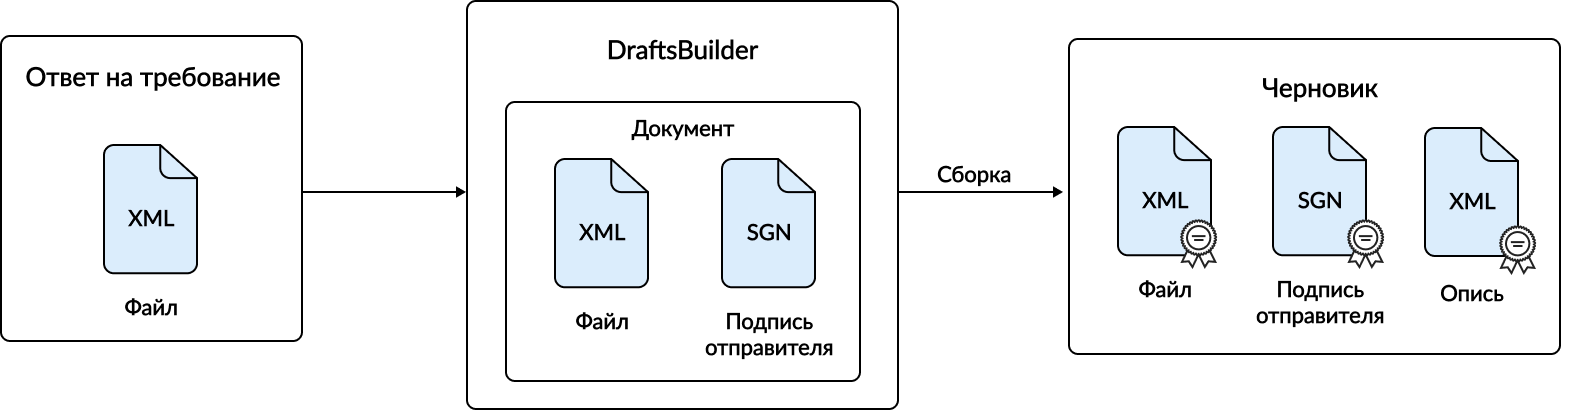 Ответ на требование
XML
Файл
DraftsBuilder
Документ
XML
SGN
Файл
Подпись
отправителя
Сборка
Черновик
XML
SGN
XML
Файл
Подпись
отправителя
Опись